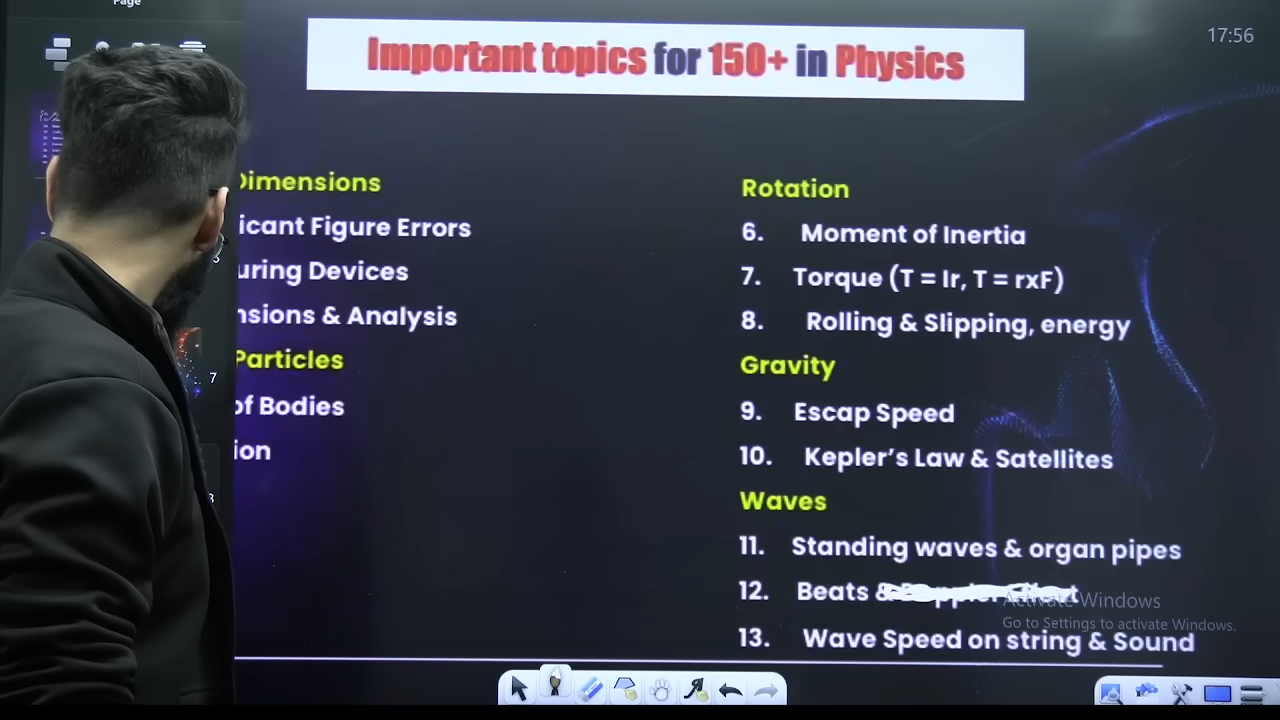 Page
17:56
Important topics for 150+ in Physics
Dimensions
icant Figure Errors
uring Devices
nsions & Analysis
Particles
of Bodies
ion
7
Rotation
6. Moment of Inertia
7. Torque (T = Ir, T = rxF)
8. Rolling & Slipping, energy
Gravity
9. Escap Speed
10. Kepler's Law & Satellites
Waves
11. Standing waves & organ pipes
12. Beats &
13. Wave Speed on string & Sound
Activate Windows
Go to Settings to activate Windows.